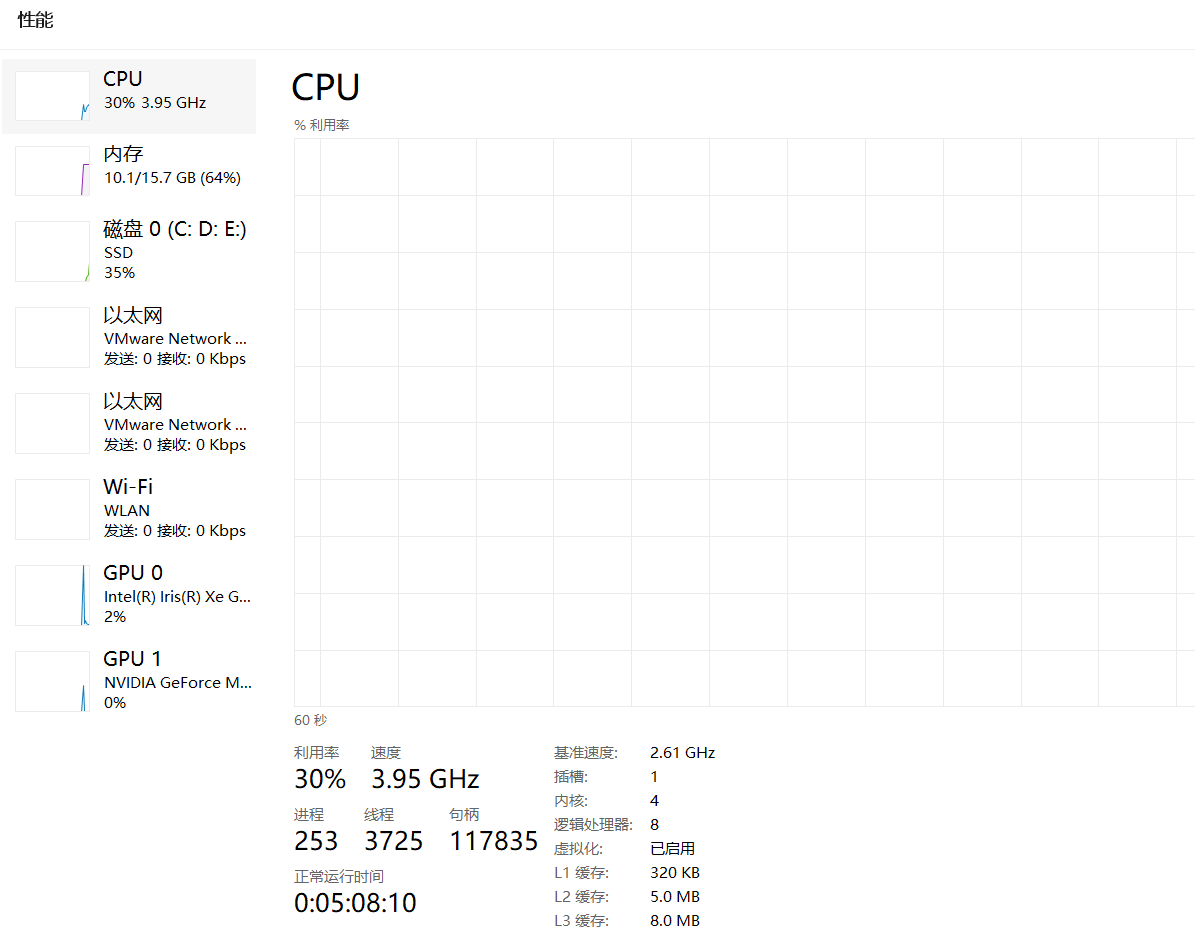 性能
CPU
30% 3.95 GHz
内存
10.1/15.7 GB (64%)
磁盘 0 (C: D: E:)
SSD
35%
以太网
VMware Network ...
发送: 0 接收: 0 Kbps
以太网
VMware Network ...
发送: 0 接收: 0 Kbps
Wi-Fi
WLAN
发送: 0 接收: 0 Kbps
GPU 0
Intel(R) Iris(R) Xe G...
2%
GPU 1
NVIDIA GeForce M...
0%
CPU
% 利用率
60 秒
利用率 速度
30% 3.95 GHz
进程 线程 句柄
253 3725 117835
正常运行时间
0:05:08:10
基准速度: 2.61 GHz
插槽: 1
内核: 4
逻辑处理器: 8
虚拟化: 已启用
L1 缓存: 320 KB
L2 缓存: 5.0 MB
L3 缓存: 8.0 MB